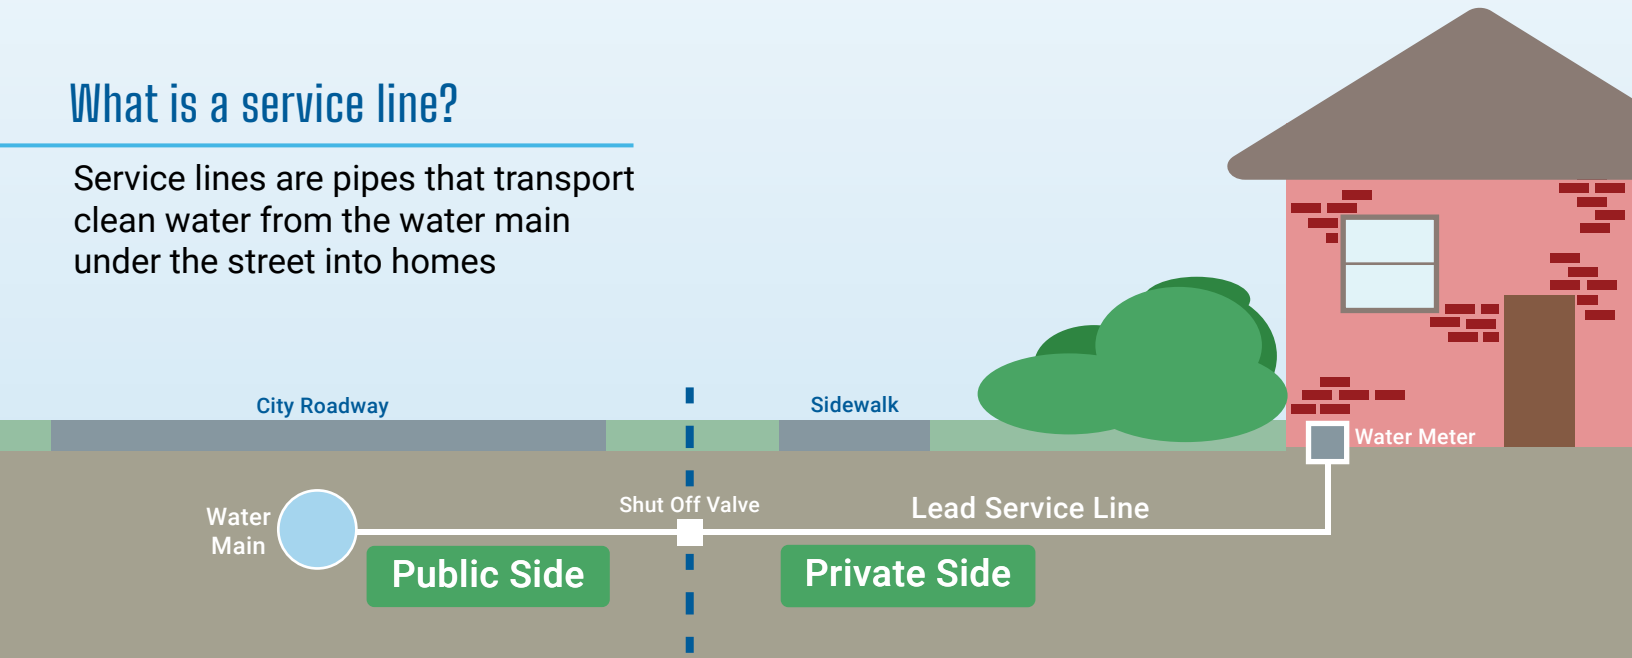 What is a service line?
Service lines are pipes that transport
clean water from the water main
under the street into homes
City Roadway
Sidewalk
Water Meter
Shut Off Valve
Lead Service Line
Water
Main
Public Side
Private Side